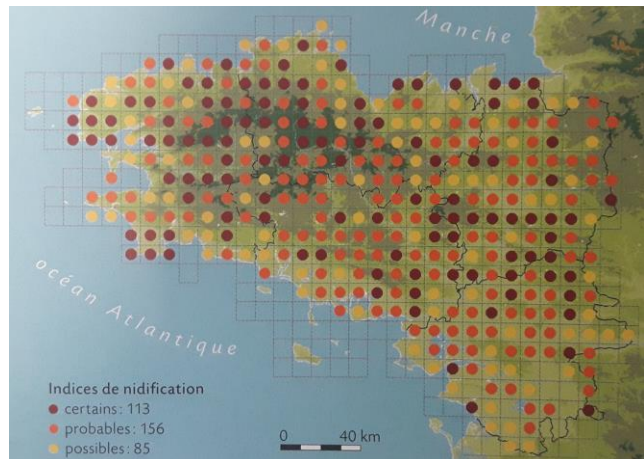 Manche
océan Atlantique
Indices de nidification
certains : 113
probables : 156
possibles : 85
0 40 km